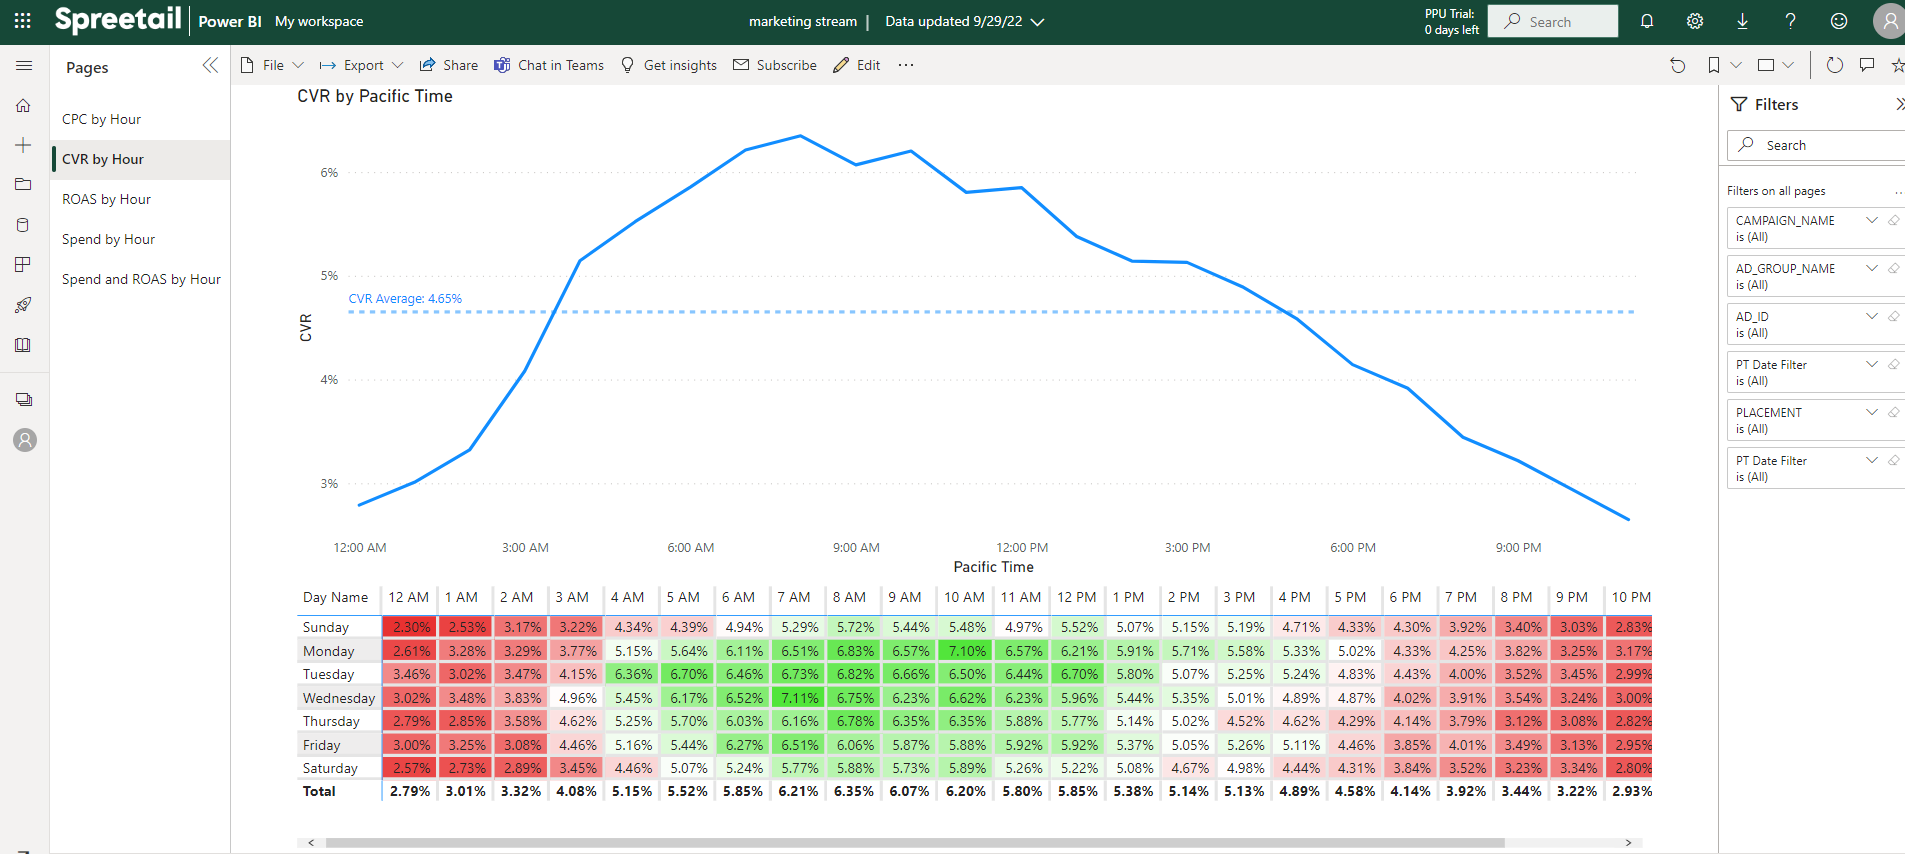 Spreetail Power BI My workspace marketing stream | Data updated 9/29/22 PPU Trial: 0 days left Search
Pages
CPC by Hour
CVR by Hour
ROAS by Hour
Spend by Hour
Spend and ROAS by Hour
File Export Share Chat in Teams Get insights Subscribe Edit ...
CVR by Pacific Time
6%
5%
CVR Average: 4.65%
CVR
4%
3%
12:00 AM 3:00 AM 6:00 AM 9:00 AM 12:00 PM 3:00 PM 6:00 PM 9:00 PM
Pacific Time
Day Name 12 AM 1 AM 2 AM 3 AM 4 AM 5 AM 6 AM 7 AM 8 AM 9 AM 10 AM 11 AM 12 PM 1 PM 2 PM 3 PM 4 PM 5 PM 6 PM 7 PM 8 PM 9 PM 10 PM
Sunday 2.30% 2.53% 3.17% 3.22% 4.34% 4.39% 4.94% 5.29% 5.72% 5.44% 5.48% 4.97% 5.52% 5.07% 5.15% 5.19% 4.71% 4.33% 4.30% 3.92% 3.40% 3.03% 2.83%
Monday 2.61% 3.28% 3.29% 3.77% 5.15% 5.64% 6.11% 6.51% 6.83% 6.57% 7.10% 6.57% 6.21% 5.91% 5.71% 5.58% 5.33% 5.02% 4.33% 4.25% 3.82% 3.25% 3.17%
Tuesday 3.46% 3.02% 3.47% 4.15% 6.36% 6.70% 6.46% 6.73% 6.82% 6.66% 6.50% 6.44% 6.70% 5.80% 5.07% 5.25% 5.24% 4.83% 4.43% 4.00% 3.52% 3.45% 2.99%
Wednesday 3.02% 3.48% 3.83% 4.96% 5.45% 6.17% 6.52% 7.11% 6.75% 6.23% 6.62% 6.23% 5.96% 5.44% 5.35% 5.01% 4.89% 4.87% 4.02% 3.91% 3.54% 3.24% 3.00%
Thursday 2.79% 2.85% 3.58% 4.62% 5.25% 5.70% 6.03% 6.16% 6.78% 6.35% 6.35% 5.88% 5.77% 5.14% 5.02% 4.52% 4.62% 4.29% 4.14% 3.79% 3.12% 3.08% 2.82%
Friday 3.00% 3.25% 3.08% 4.46% 5.16% 5.44% 6.27% 6.51% 6.06% 5.87% 5.88% 5.92% 5.92% 5.37% 5.05% 5.26% 5.11% 4.46% 3.85% 4.01% 3.49% 3.13% 2.95%
Saturday 2.57% 2.73% 2.89% 3.45% 4.46% 5.07% 5.24% 5.77% 5.88% 5.73% 5.89% 5.26% 5.22% 5.08% 4.67% 4.98% 4.44% 4.31% 3.84% 3.52% 3.23% 3.34% 2.80%
Total 2.79% 3.01% 3.32% 4.08% 5.15% 5.52% 5.85% 6.21% 6.35% 6.07% 6.20% 5.80% 5.85% 5.38% 5.14% 5.13% 4.89% 4.58% 4.14% 3.92% 3.44% 3.22% 2.93%
Filters
Search
Filters on all pages
CAMPAIGN_NAME
is (All)
AD_GROUP_NAME
is (All)
AD_ID
is (All)
PT Date Filter
is (All)
PLACEMENT
is (All)
PT Date Filter
is (All)